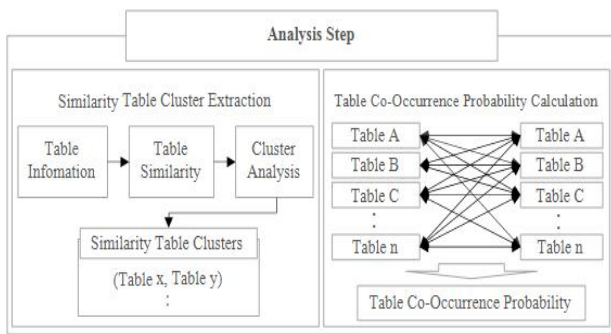 Analysis Step
Similarity Table Cluster Extraction
Table
Infomation
Table
Similarity
Cluster
Analysis
Similarity Table Clusters
(Table x, Table y)
:
Table Co-Occurrence Probability Calculation
Table A
Table A
Table B
Table B
Table C
Table C
:
:
Table n
Table n
Table Co-Occurrence Probability